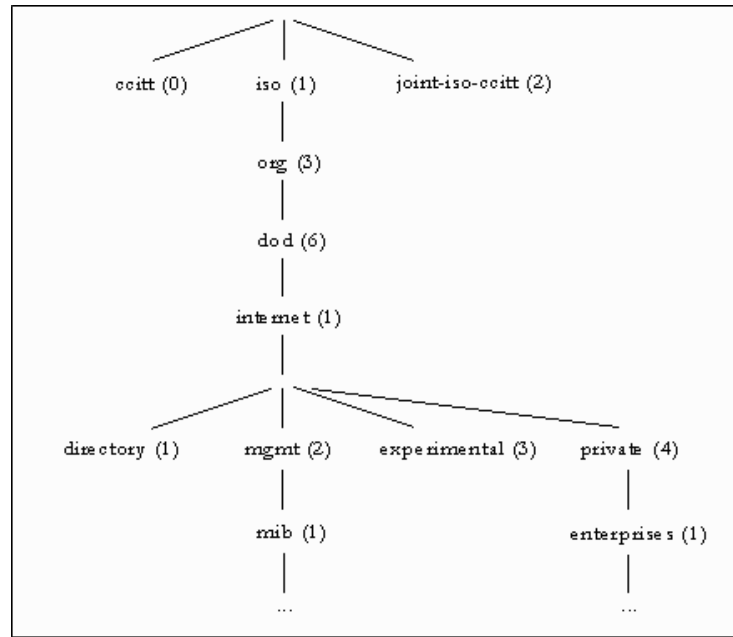 ccitt (0) iso (1) joint-iso-ccitt (2)
org (3)
dod (6)
internet (1)
directory (1) mgmt (2) experimental (3) private (4)
mib (1) enterprises (1)
... ...